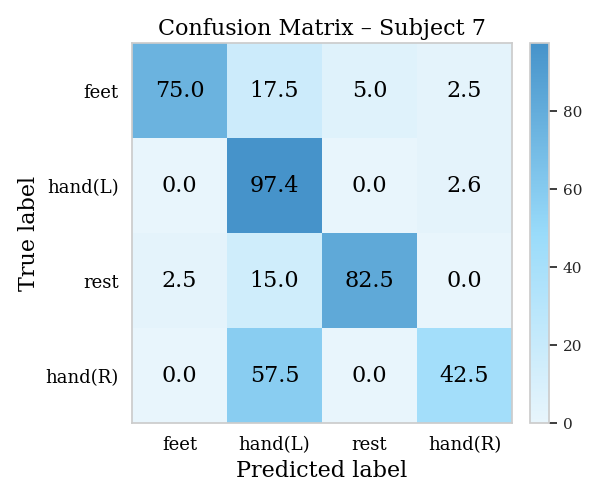 Confusion Matrix – Subject 7
True label
feet 75.0 17.5 5.0 2.5
hand(L) 0.0 97.4 0.0 2.6
rest 2.5 15.0 82.5 0.0
hand(R) 0.0 57.5 0.0 42.5
feet hand(L) rest hand(R)
Predicted label
80
60
40
20
0